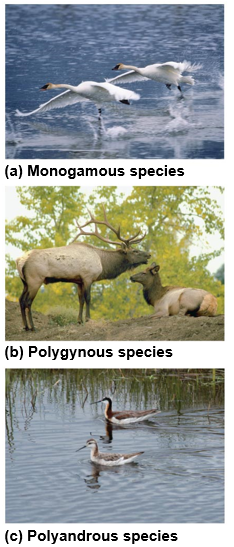 (a) Monogamous species
(b) Polygynous species
(c) Polyandrous species